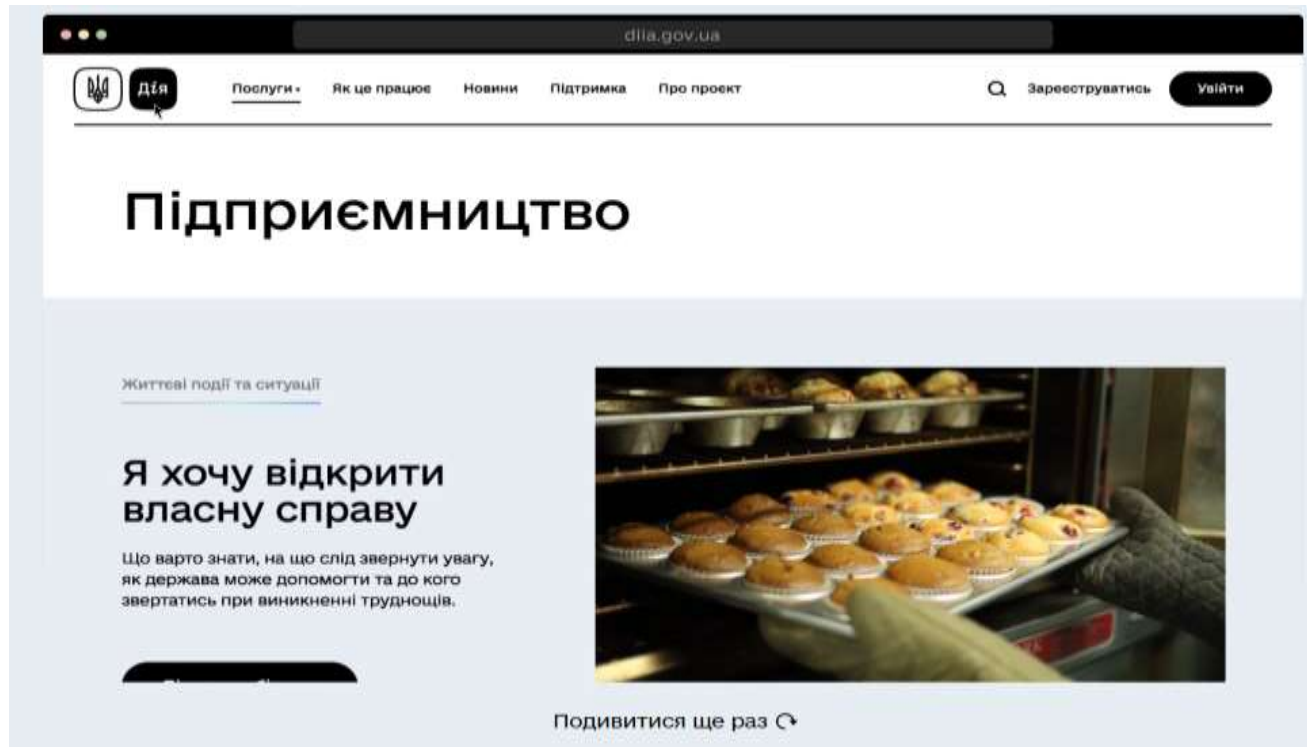 diia.gov.ua
Дія Послуги Як це працює Новини Підтримка Про проєкт Зареєструватись Увійти
Підприємництво
Життєві події та ситуації
Я хочу відкрити
власну справу
Що варто знати, на що слід звернути увагу,
як держава може допомогти та до кого
звертатись при виникненні труднощів.
Подивитися ще раз